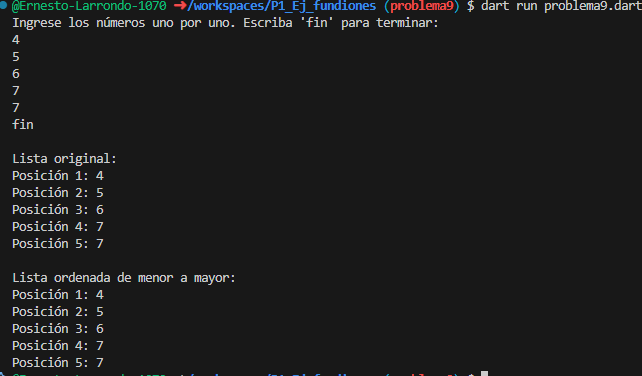 @Ernesto-Larrondo-1070 ➜/workspaces/P1_Ej_fundiones (problema9) $ dart run problema9.dart
Ingrese los números uno por uno. Escriba 'fin' para terminar:
4
5
6
7
7
fin
Lista original:
Posición 1: 4
Posición 2: 5
Posición 3: 6
Posición 4: 7
Posición 5: 7
Lista ordenada de menor a mayor:
Posición 1: 4
Posición 2: 5
Posición 3: 6
Posición 4: 7
Posición 5: 7